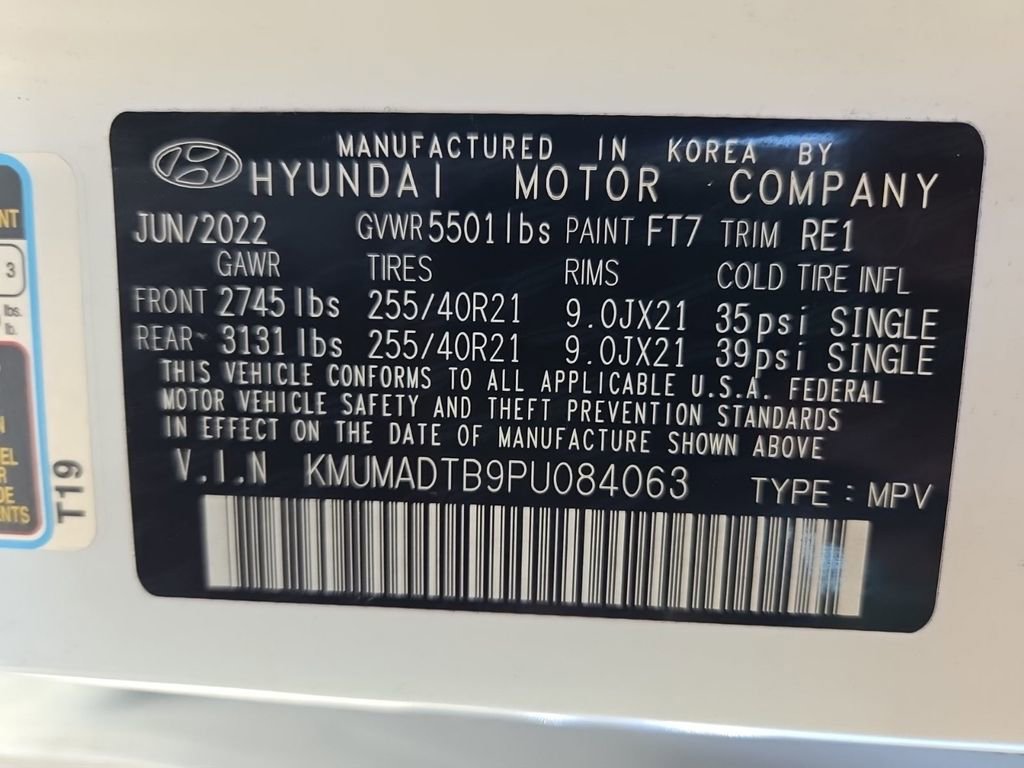 MANUFACTURED IN KOREA BY
HYUNDAI MOTOR COMPANY
JUN/2022 GVWR 5501lbs PAINT FT7 TRIM RE1
GAWR TIRES RIMS COLD TIRE INFL
FRONT 2745 lbs 255/40R21 9.0JX21 35psi SINGLE
REAR 3131 lbs 255/40R21 9.0JX21 39psi SINGLE
THIS VEHICLE CONFORMS TO ALL APPLICABLE U.S.A. FEDERAL
MOTOR VEHICLE SAFETY AND THEFT PREVENTION STANDARDS
IN EFFECT ON THE DATE OF MANUFACTURE SHOWN ABOVE
V.I.N KMUMADTB9PU084063 TYPE : MPV
3
lbs.
lb.
T19